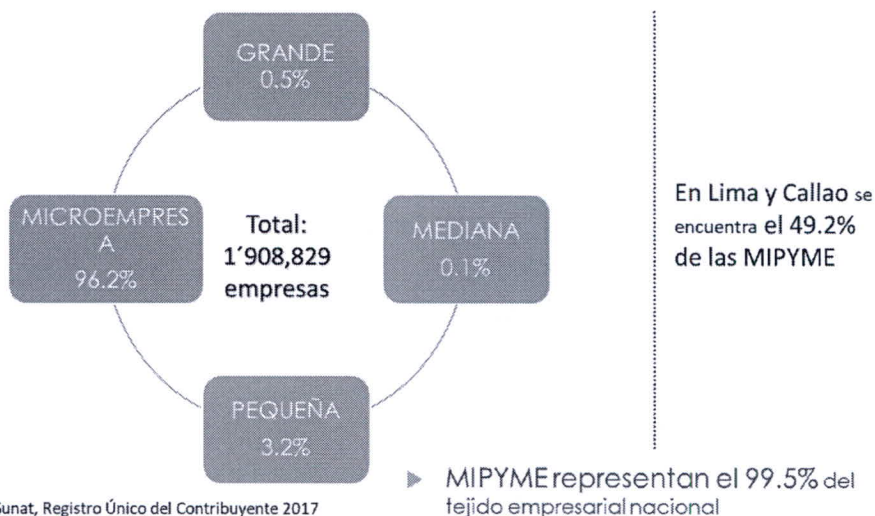 GRANDE
0.5%
MICROEMPRES
A
96.2%
Total:
1´908,829
empresas
MEDIANA
0.1%
PEQUEÑA
3.2%
En Lima y Callao se
encuentra el 49.2%
de las MIPYME
MIPYME representan el 99.5% del
tejido empresarial nacional
Sunat, Registro Único del Contribuyente 2017